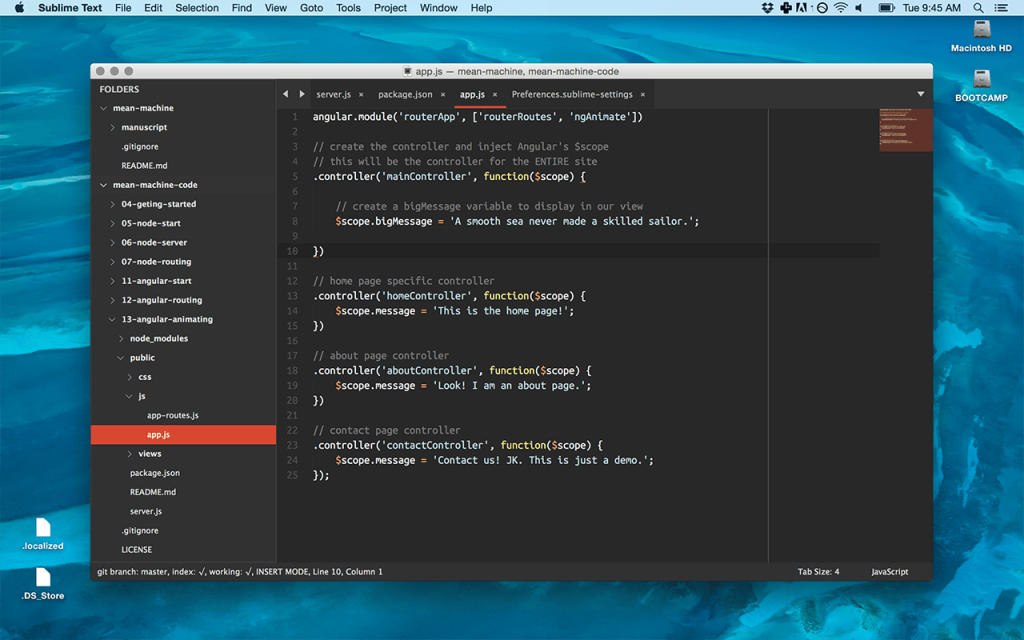 Sublime Text File Edit Selection Find View Goto Tools Project Window Help Tue 9:45 AM
Macintosh HD
BOOTCAMP
app.js — mean-machine, mean-machine-code
FOLDERS
mean-machine
manuscript
.gitignore
README.md
mean-machine-code
04-geting-started
05-node-start
06-node-server
07-node-routing
11-angular-start
12-angular-routing
13-angular-animating
node_modules
public
css
js
app-routes.js
app.js
views
package.json
README.md
server.js
.gitignore
LICENSE
server.js × package.json × app.js × Preferences.sublime-settings ×
1 angular.module('routerApp', ['routerRoutes', 'ngAnimate'])
2
3 // create the controller and inject Angular's $scope
4 // this will be the controller for the ENTIRE site
5 .controller('mainController', function($scope) {
6
7 // create a bigMessage variable to display in our view
8 $scope.bigMessage = 'A smooth sea never made a skilled sailor.';
9
10 })
11
12 // home page specific controller
13 .controller('homeController', function($scope) {
14 $scope.message = 'This is the home page!';
15 })
16
17 // about page controller
18 .controller('aboutController', function($scope) {
19 $scope.message = 'Look! I am an about page.';
20 })
21
22 // contact page controller
23 .controller('contactController', function($scope) {
24 $scope.message = 'Contact us! JK. This is just a demo.';
25 });
git branch: master, index: √, working: √, INSERT MODE, Line 10, Column 1 Tab Size: 4 JavaScript
.localized
.DS_Store